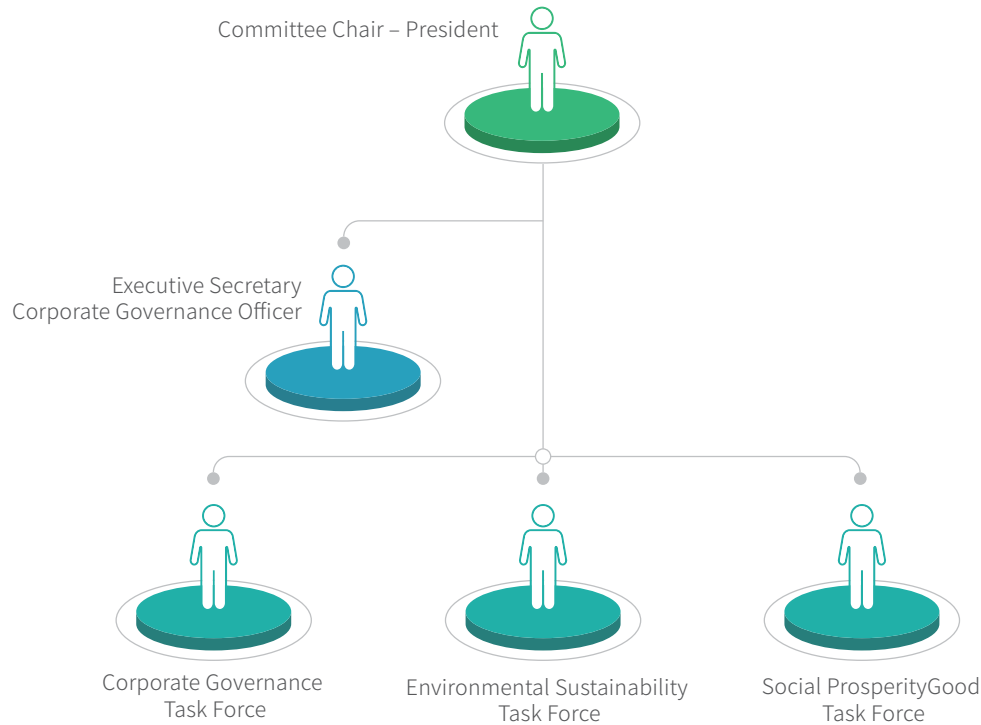 Committee Chair – President
Executive Secretary
Corporate Governance Officer
Corporate Governance
Task Force
Environmental Sustainability
Task Force
Social ProsperityGood
Task Force